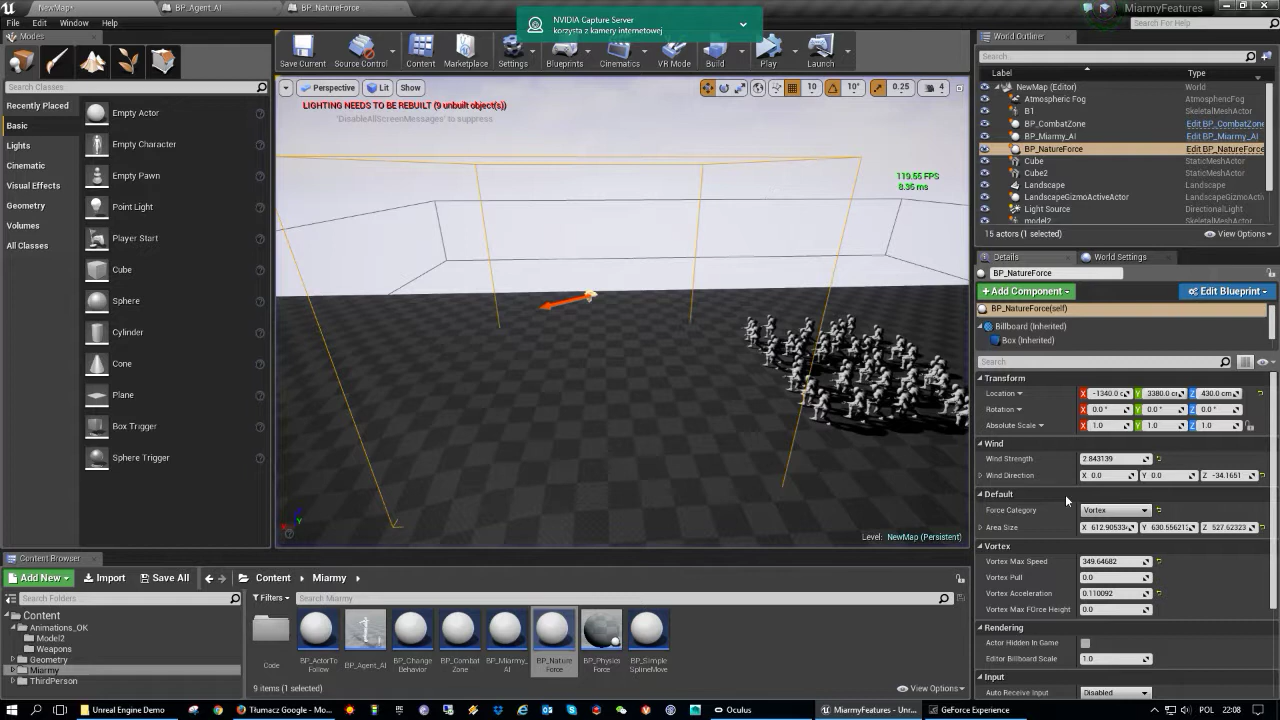 NewMap*
BP_Agent_AI
BP_NatureForce
MiarmyFeatures
NVIDIA Capture Server
korzysta z kamery internetowej
File Edit Window Help
Search For Help
Modes
Search Classes
Recently Placed
Basic
Lights
Cinematic
Visual Effects
Geometry
Volumes
All Classes
Empty Actor
Empty Character
Empty Pawn
Point Light
Player Start
Cube
Sphere
Cylinder
Cone
Plane
Box Trigger
Sphere Trigger
Save Current
Source Control
Content
Marketplace
Settings
Blueprints
Cinematics
VR Mode
Build
Play
Launch
Perspective Lit Show
10 10° 0.25 4
LIGHTING NEEDS TO BE REBUILT (9 unbuilt object(s))
'DisableAllScreenMessages' to suppress
119.55 FPS
8.36 ms
Level: NewMap (Persistent)
World Outliner
Search...
Label Type
NewMap (Editor) World
Atmospheric Fog AtmosphericFog
B1 SkeletalMeshActor
BP_CombatZone Edit BP_CombatZone
BP_Miarmy_AI Edit BP_Miarmy_AI
BP_NatureForce Edit BP_NatureForce
Cube StaticMeshActor
Cube2 StaticMeshActor
Landscape Landscape
LandscapeGizmoActiveActor LandscapeGizmoActiveActor
Light Source DirectionalLight
model2 SkeletalMeshActor
15 actors (1 selected)
View Options
Details World Settings
BP_NatureForce
Add Component
Edit Blueprint
BP_NatureForce(self)
Billboard (Inherited)
Box (Inherited)
Search
Transform
Location X -1340.0 c Y 3380.0 cm Z 430.0 cm
Rotation X 0.0 ° Y 0.0 ° Z 0.0 °
Absolute Scale X 1.0 Y 1.0 Z 1.0
Wind
Wind Strength 2.843139
Wind Direction X 0.0 Y 0.0 Z -34.1651
Default
Force Category Vortex
Area Size X 612.90533 Y 630.55621 Z 527.62323
Vortex
Vortex Max Speed 349.64682
Vortex Pull 0.0
Vortex Acceleration 0.110092
Vortex Max FOrce Height 0.0
Rendering
Actor Hidden In Game
Editor Billboard Scale 1.0
Input
Auto Receive Input Disabled
Content Browser
Add New Import Save All Content Miarmy
Search Folders
Content
Animations_OK
Model2
Weapons
Geometry
Miarmy
ThirdPerson
Filters Search Miarmy
Code
BP_ActorTo
Follow
BP_Agent_AI
BP_Change
Behavior
BP_Combat
Zone
BP_Miarmy_
AI
BP_Nature
Force
BP_Physics
Force
BP_Simple
SplineMove
9 items (1 selected)
View Options
Unreal Engine Demo
Tłumacz Google - Mo...
Oculus
MiarmyFeatures - Unr...
GeForce Experience
POL 22:08